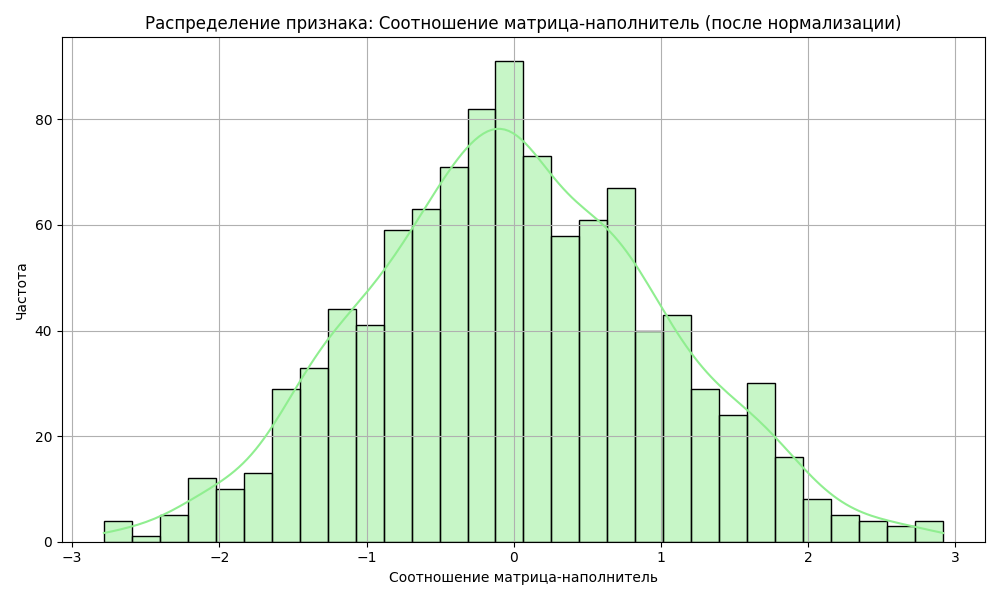 Распределение признака: Соотношение матрица-наполнитель (после нормализации)
Частота
80
60
40
20
0
−3 −2 −1 0 1 2 3
Соотношение матрица-наполнитель